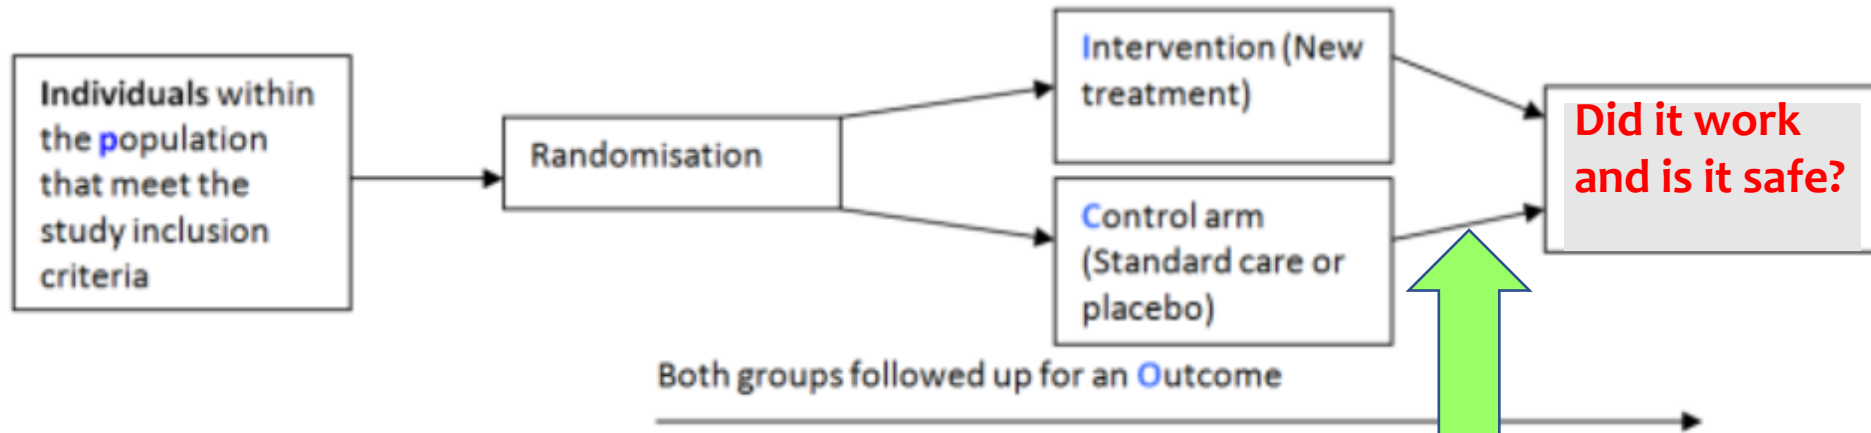 Individuals within
the population
that meet the
study inclusion
criteria
Randomisation
Intervention (New
treatment)
Control arm
(Standard care or
placebo)
Did it work
and is it safe?
Both groups followed up for an Outcome